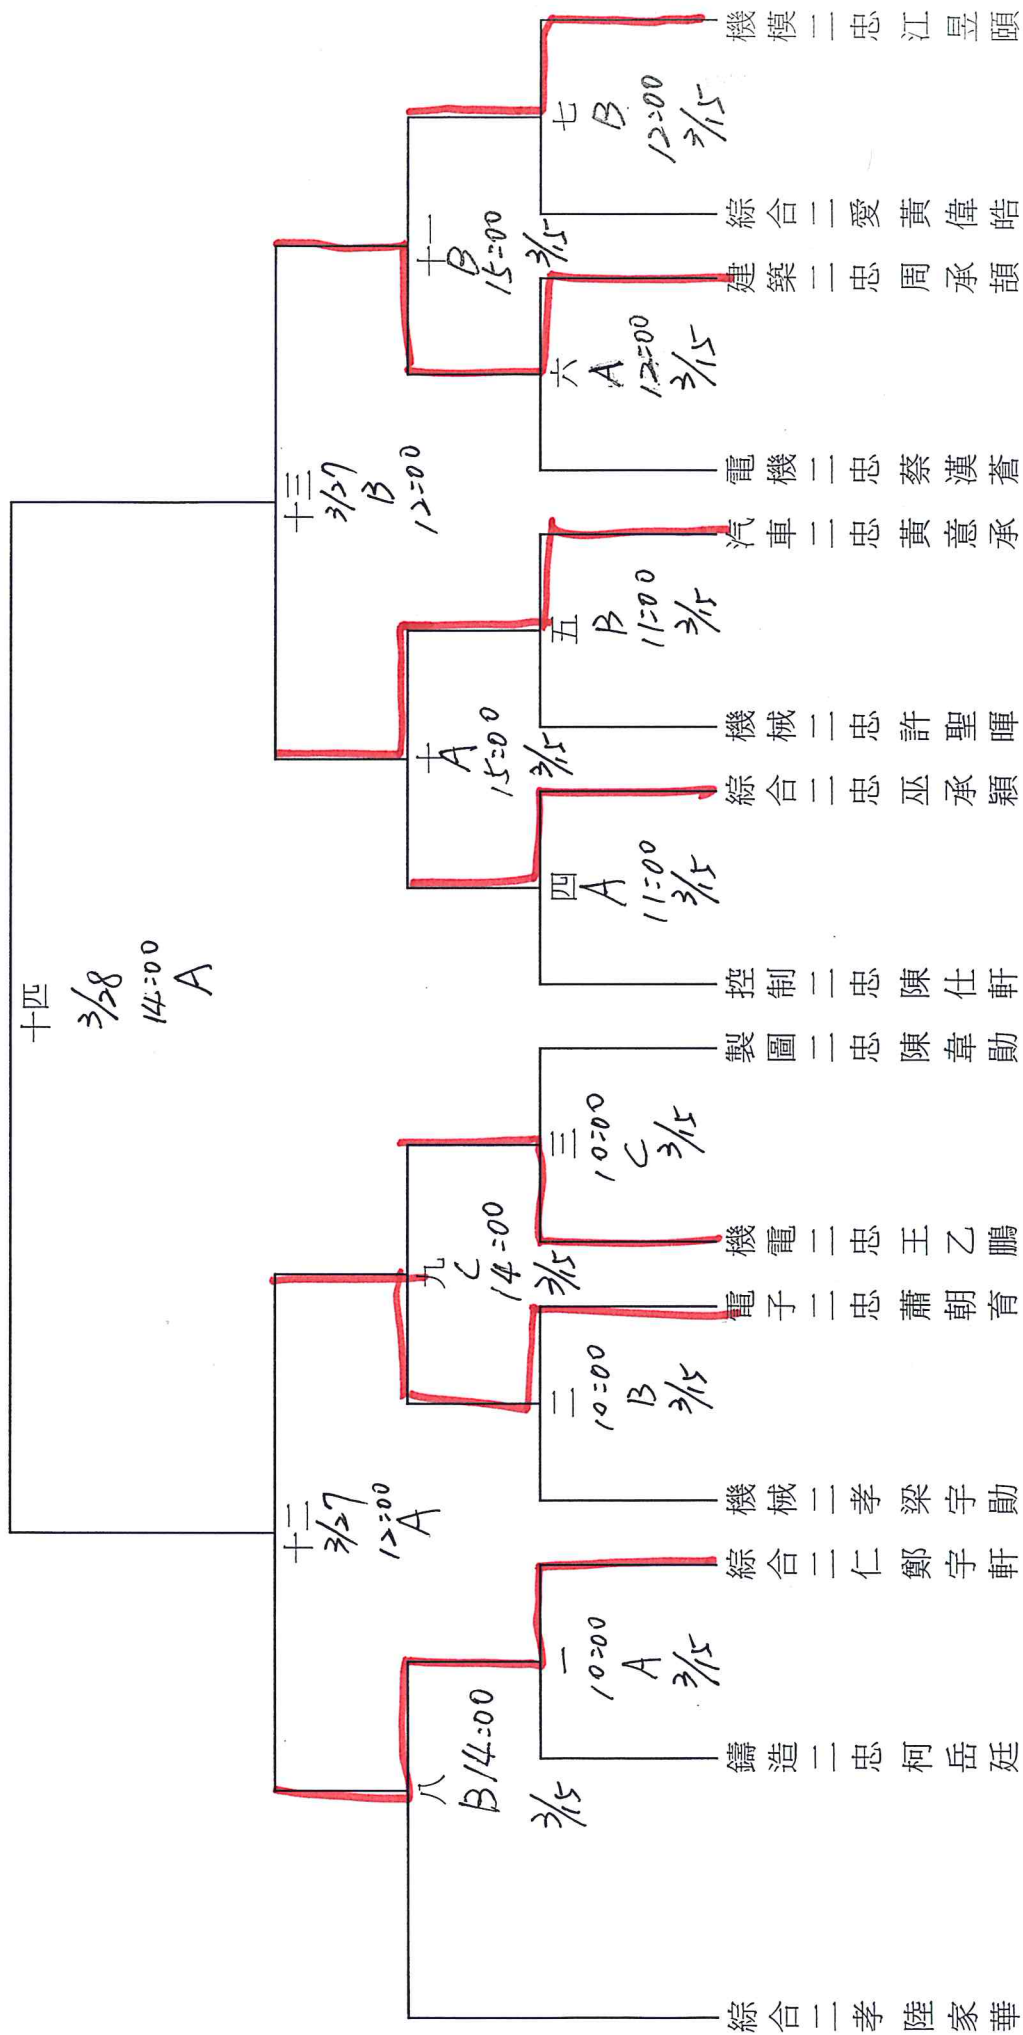 十四
3/28
14:00
A
十二
3/27
12:00
A
十三
3/27
B
12:00
八
B 14:00
3/15
九
C
14:00
3/15
十
A
15:00
3/15
十一
B
15:00
3/15
一
10:00
A
3/15
二
10:00
B
3/15
三
10:00
C
3/15
四
A
11:00
3/15
五
B
11:00
3/15
六
A
12:00
3/15
七
B
12:00
3/15
綜合二孝 陸家華
鑄造二忠 柯岳廷
綜合二仁 鄭宇軒
機械二孝 梁宇勛
電子二忠 蕭朝育
機電二忠 王乙鵬
製圖二忠 陳韋勛
控制二忠 陳仕軒
綜合二忠 巫承穎
機械二忠 許聖暉
汽車二忠 黃意承
電機二忠 蔡漢蒼
建築二忠 周承頡
綜合二愛 黃偉皓
機模二忠 江昱頤